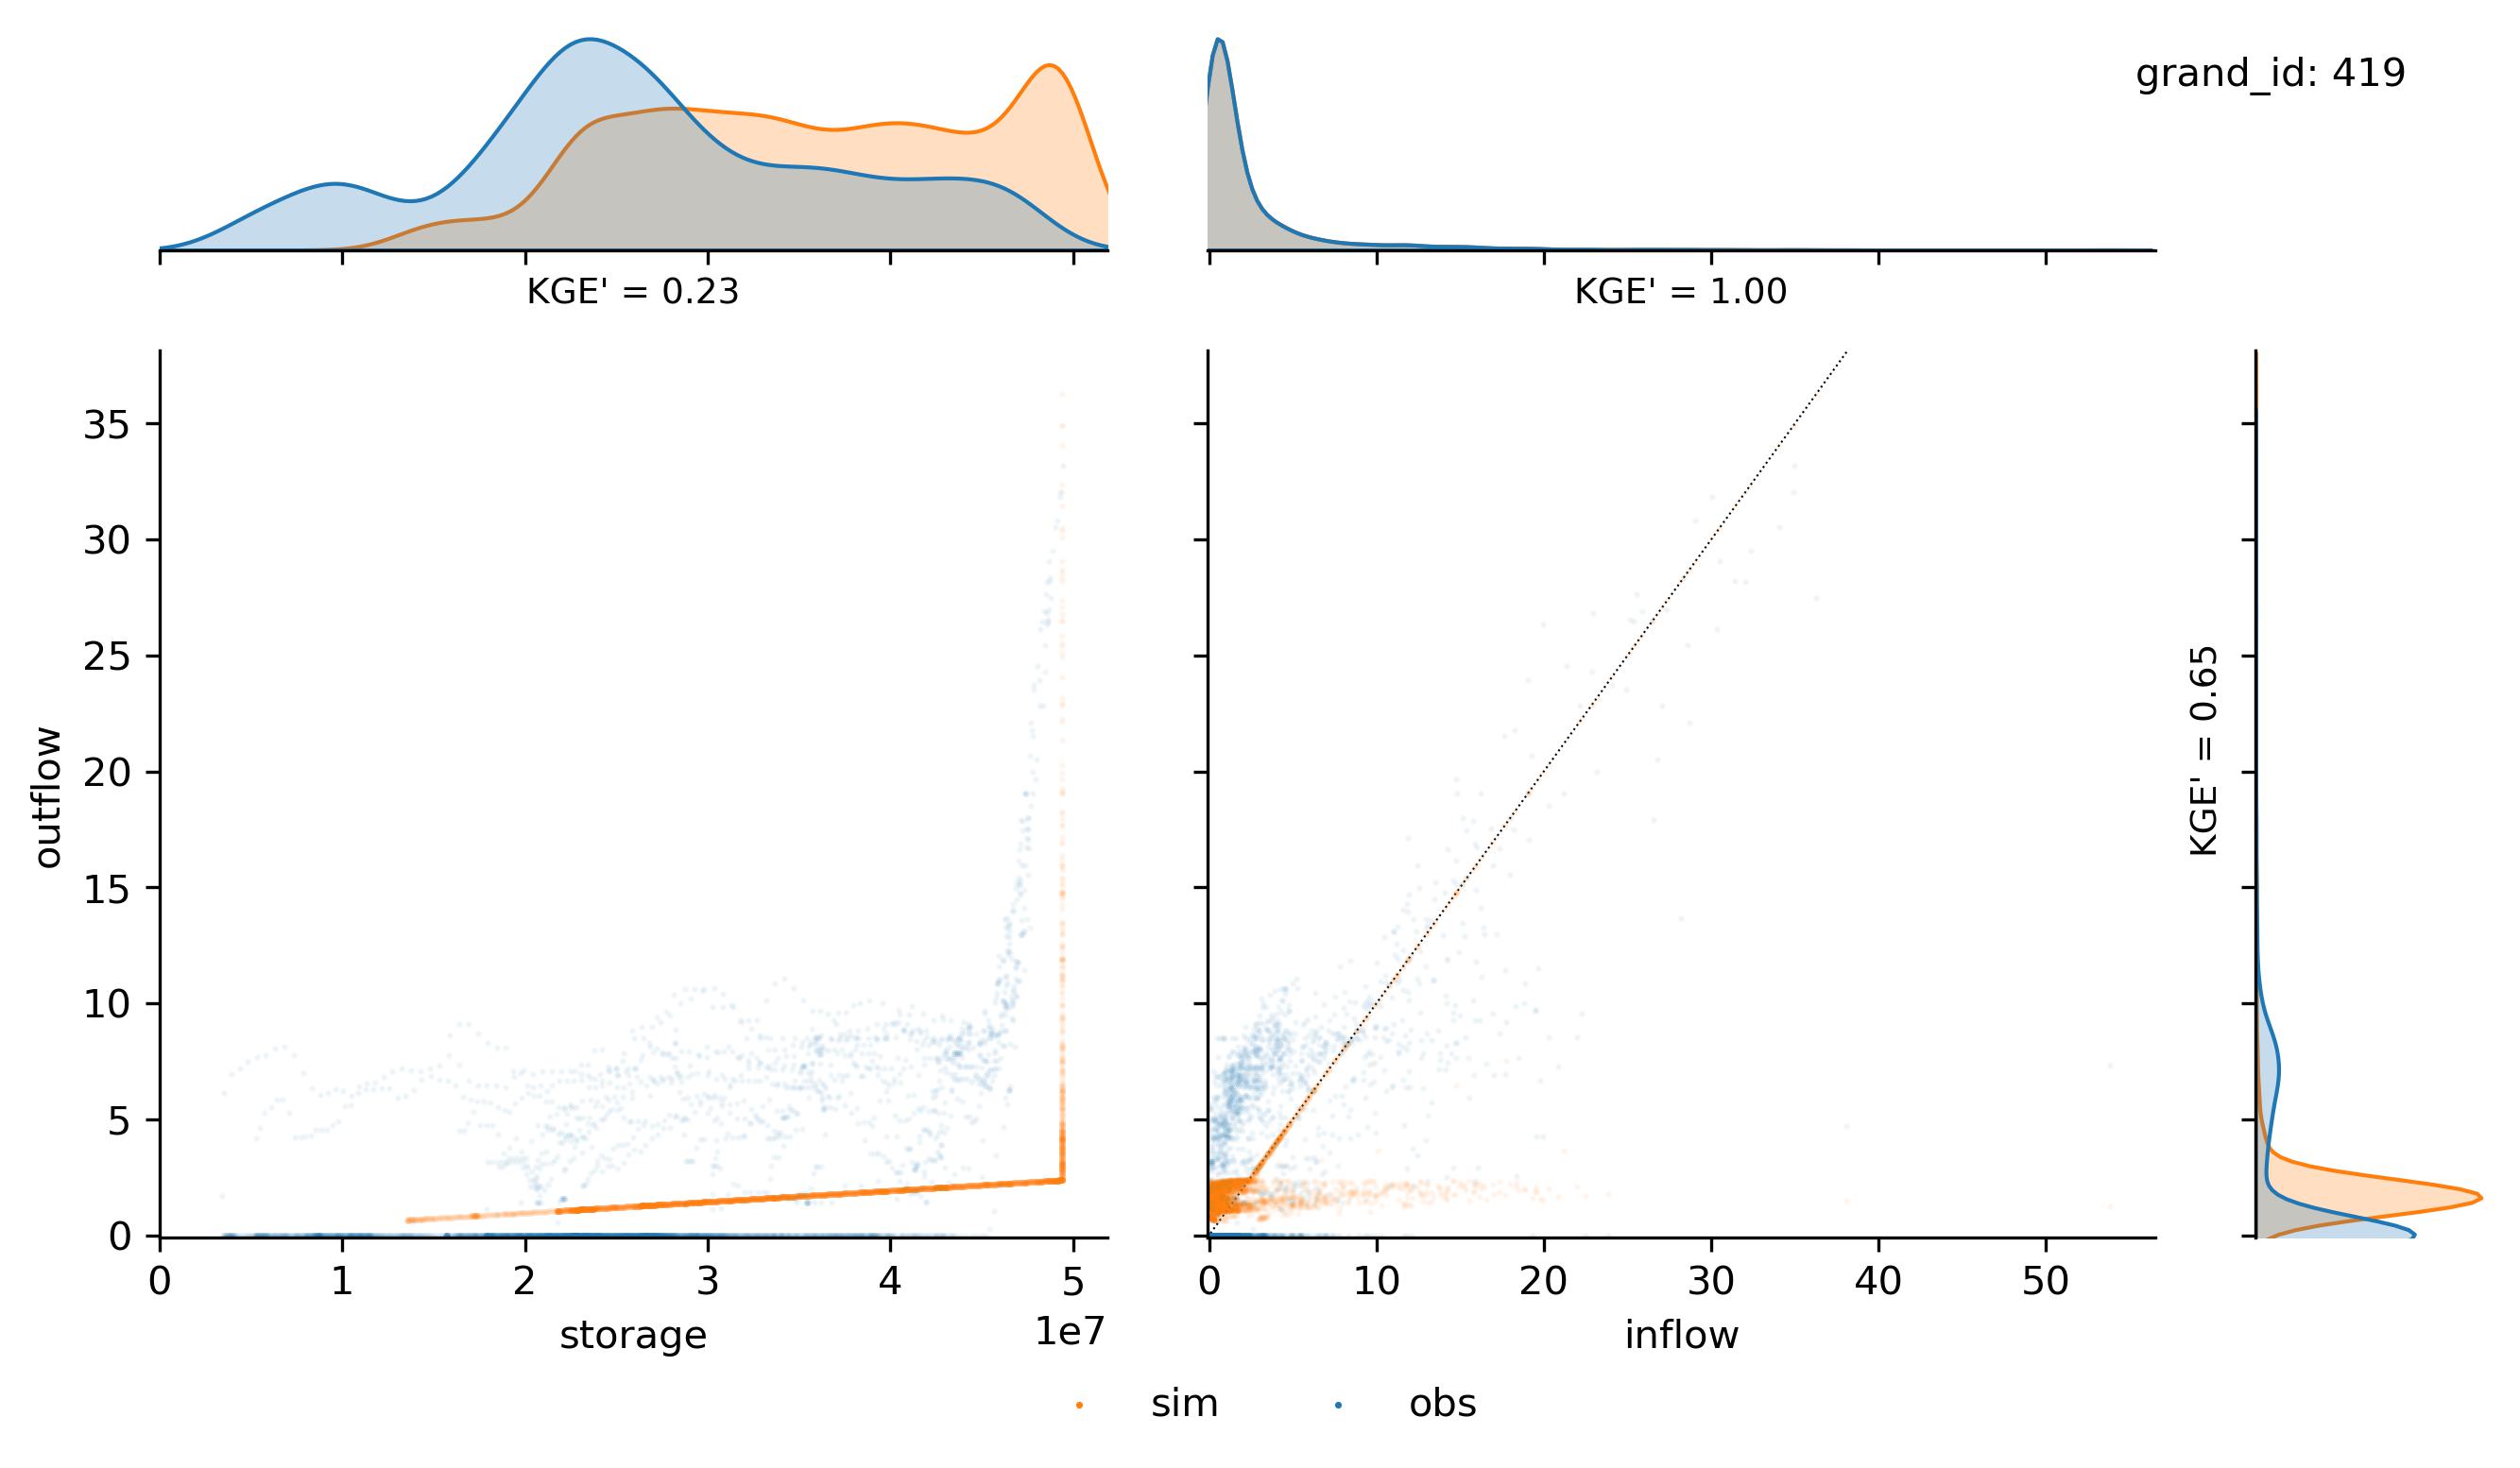 grand_id: 419
KGE' = 0.23
KGE' = 1.00
35
30
25
20
15
10
5
0
outflow
KGE' = 0.65
0 1 2 3 4 5
1e7
storage
0 10 20 30 40 50
inflow
sim obs